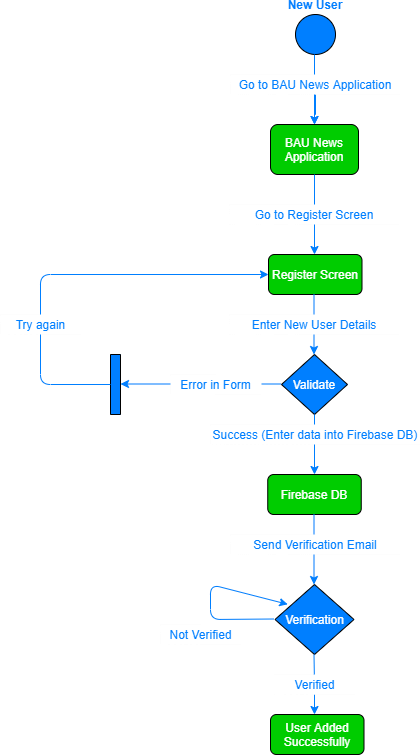 New User
Go to BAU News Application
BAU News
Application
Go to Register Screen
Register Screen
Try again
Enter New User Details
Error in Form
Validate
Success (Enter data into Firebase DB)
Firebase DB
Send Verification Email
Verification
Not Verified
Verified
User Added
Successfully